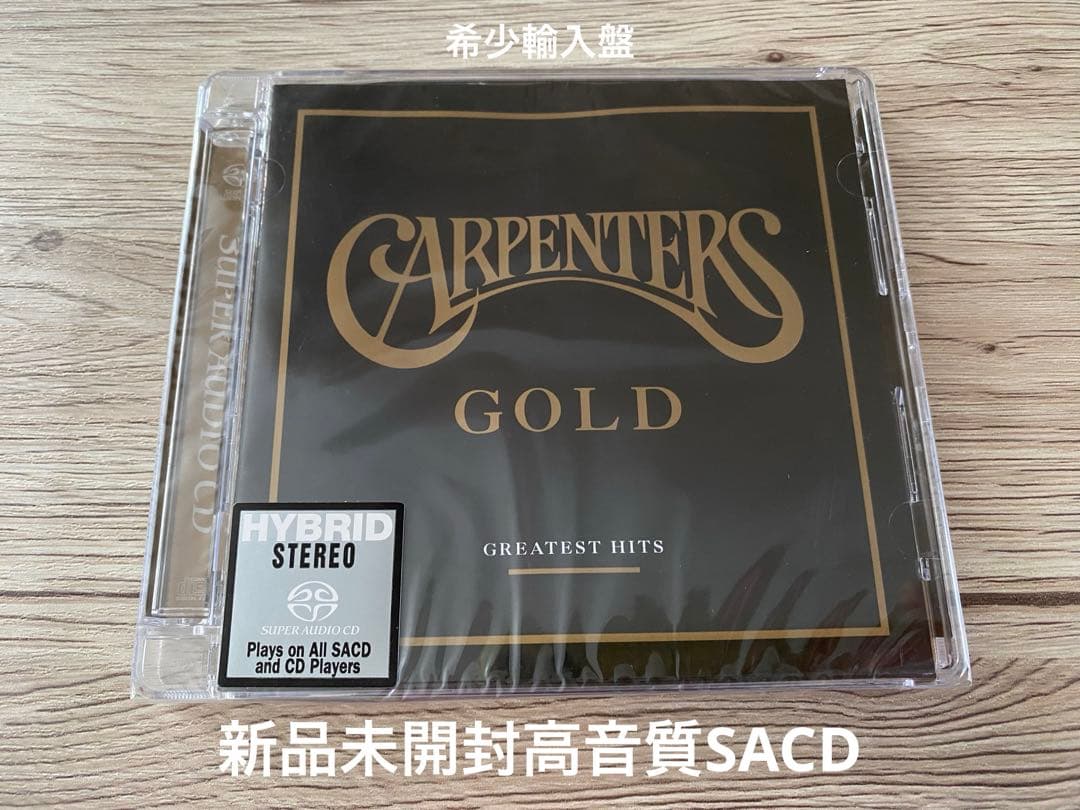 希少輸入盤
SUPER AUDIO CD
CARPENTERS
GOLD
GREATEST HITS
HYBRID
STEREO
SUPER AUDIO CD
Plays on All SACD
and CD Players
新品未開封高音質SACD